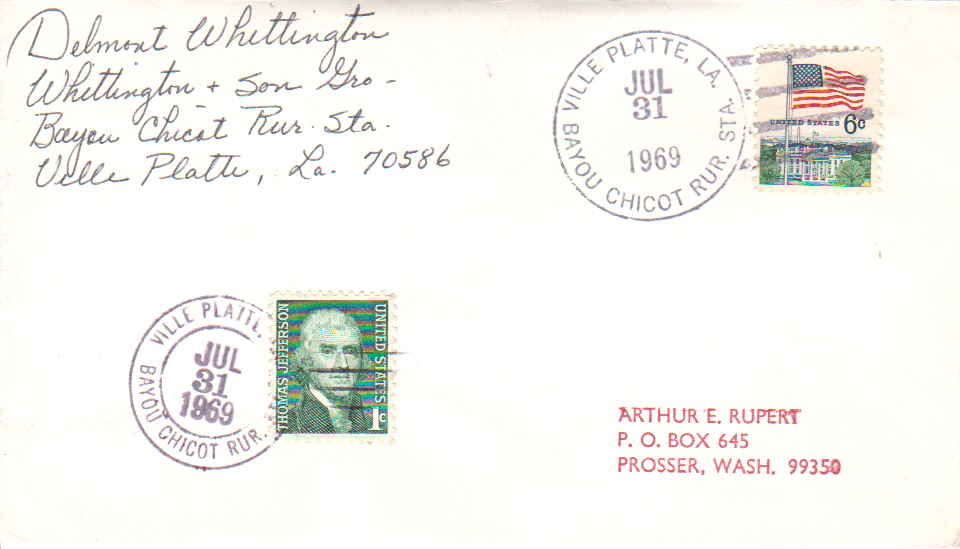 Delmont Whittington
Whittington + Son Gro-
Bayou Chicot Rur. Sta.
Ville Platte, La. 70586
VILLE PLATTE, LA.
JUL
31
1969
BAYOU CHICOT RUR. STA.
UNITED STATES 6c
VILLE PLATTE,
JUL
31
1969
BAYOU CHICOT RUR.
THOMAS JEFFERSON
UNITED STATES
1c
ARTHUR E. RUPERT
P. O. BOX 645
PROSSER, WASH. 99350